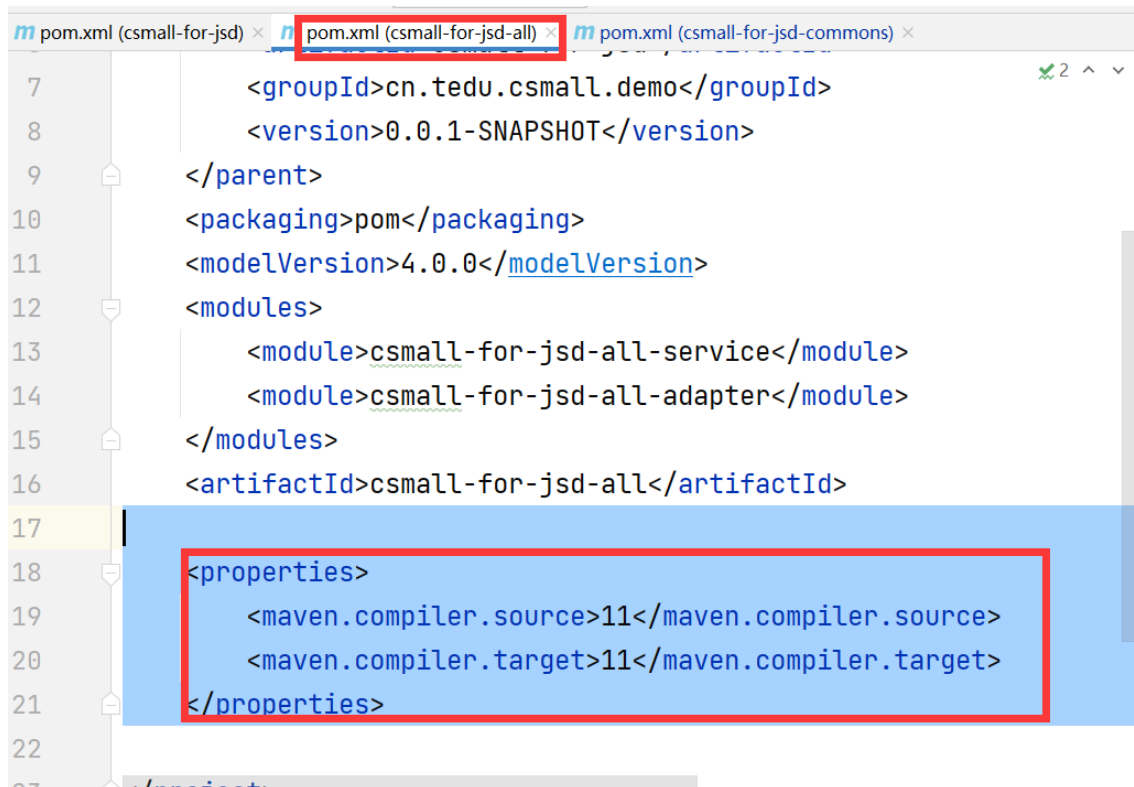 pom.xml (csmall-for-jsd) × pom.xml (csmall-for-jsd-all) × pom.xml (csmall-for-jsd-commons) ×
7 <groupId>cn.tedu.csmall.demo</groupId> 2
8 <version>0.0.1-SNAPSHOT</version>
9 </parent>
10 <packaging>pom</packaging>
11 <modelVersion>4.0.0</modelVersion>
12 <modules>
13 <module>csmall-for-jsd-all-service</module>
14 <module>csmall-for-jsd-all-adapter</module>
15 </modules>
16 <artifactId>csmall-for-jsd-all</artifactId>
17
18 <properties>
19 <maven.compiler.source>11</maven.compiler.source>
20 <maven.compiler.target>11</maven.compiler.target>
21 </properties>
22